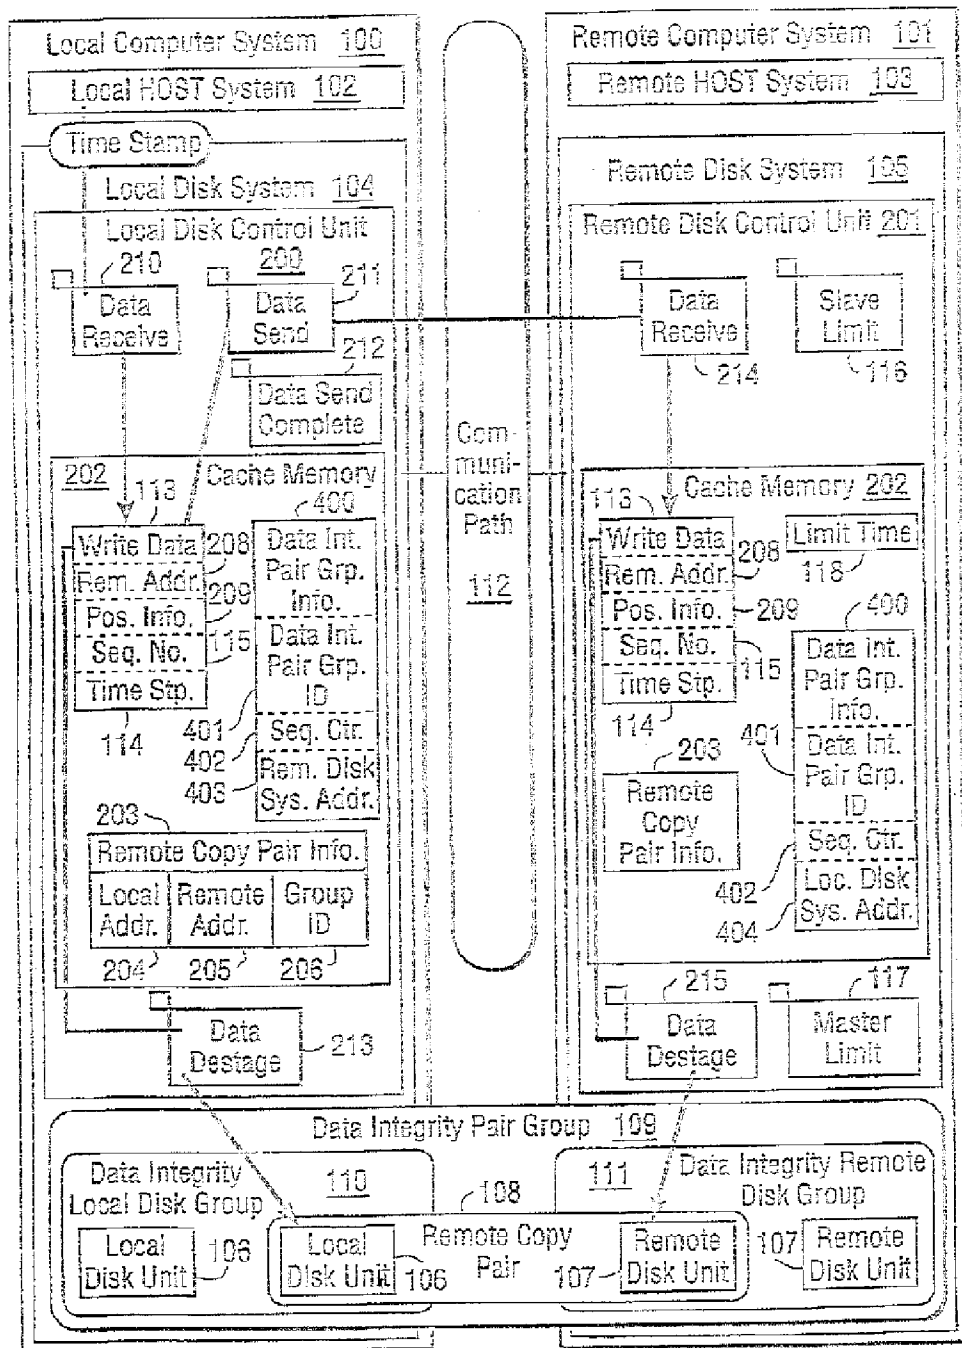 Local Computer System 100
Local HOST System 102
Time Stamp
Local Disk System 104
Local Disk Control Unit
200
210
211
Data
Receive
Data
Send
212
Data Send
Complete
202
Cache Memory
113
400
Write Data
208
Rem. Addr.
209
Pos. Info.
115
Seq. No.
Time Stp.
114
Data Int.
Pair Grp.
Info.
Data Int.
Pair Grp.
ID
401
Seq. Ctr.
402
Rem. Disk
Sys. Addr.
403
203
Remote Copy Pair Info.
Local
Addr.
Remote
Addr.
Group
ID
204
205
206
Data
Destage
213
Com-
muni-
cation
Path
112
Remote Computer System 101
Remote HOST System 103
Remote Disk System 105
Remote Disk Control Unit 201
Data
Receive
214
Slave
Limit
116
Cache Memory 202
113
Write Data
208
Rem. Addr.
Pos. Info.
209
Seq. No.
115
Time Stp.
114
Limit Time
118
400
Data Int.
Pair Grp.
Info.
401
Data Int.
Pair Grp.
ID
Seq. Ctr.
402
Loc. Disk
Sys. Addr.
404
203
Remote
Copy
Pair Info.
215
Data
Destage
117
Master
Limit
Data Integrity Pair Group 109
Data Integrity
Local Disk Group
110
111
Data Integrity Remote
Disk Group
108
Local
Disk Unit
106
Local
Disk Unit
106
Remote Copy
Pair
107
Remote
Disk Unit
107
Remote
Disk Unit